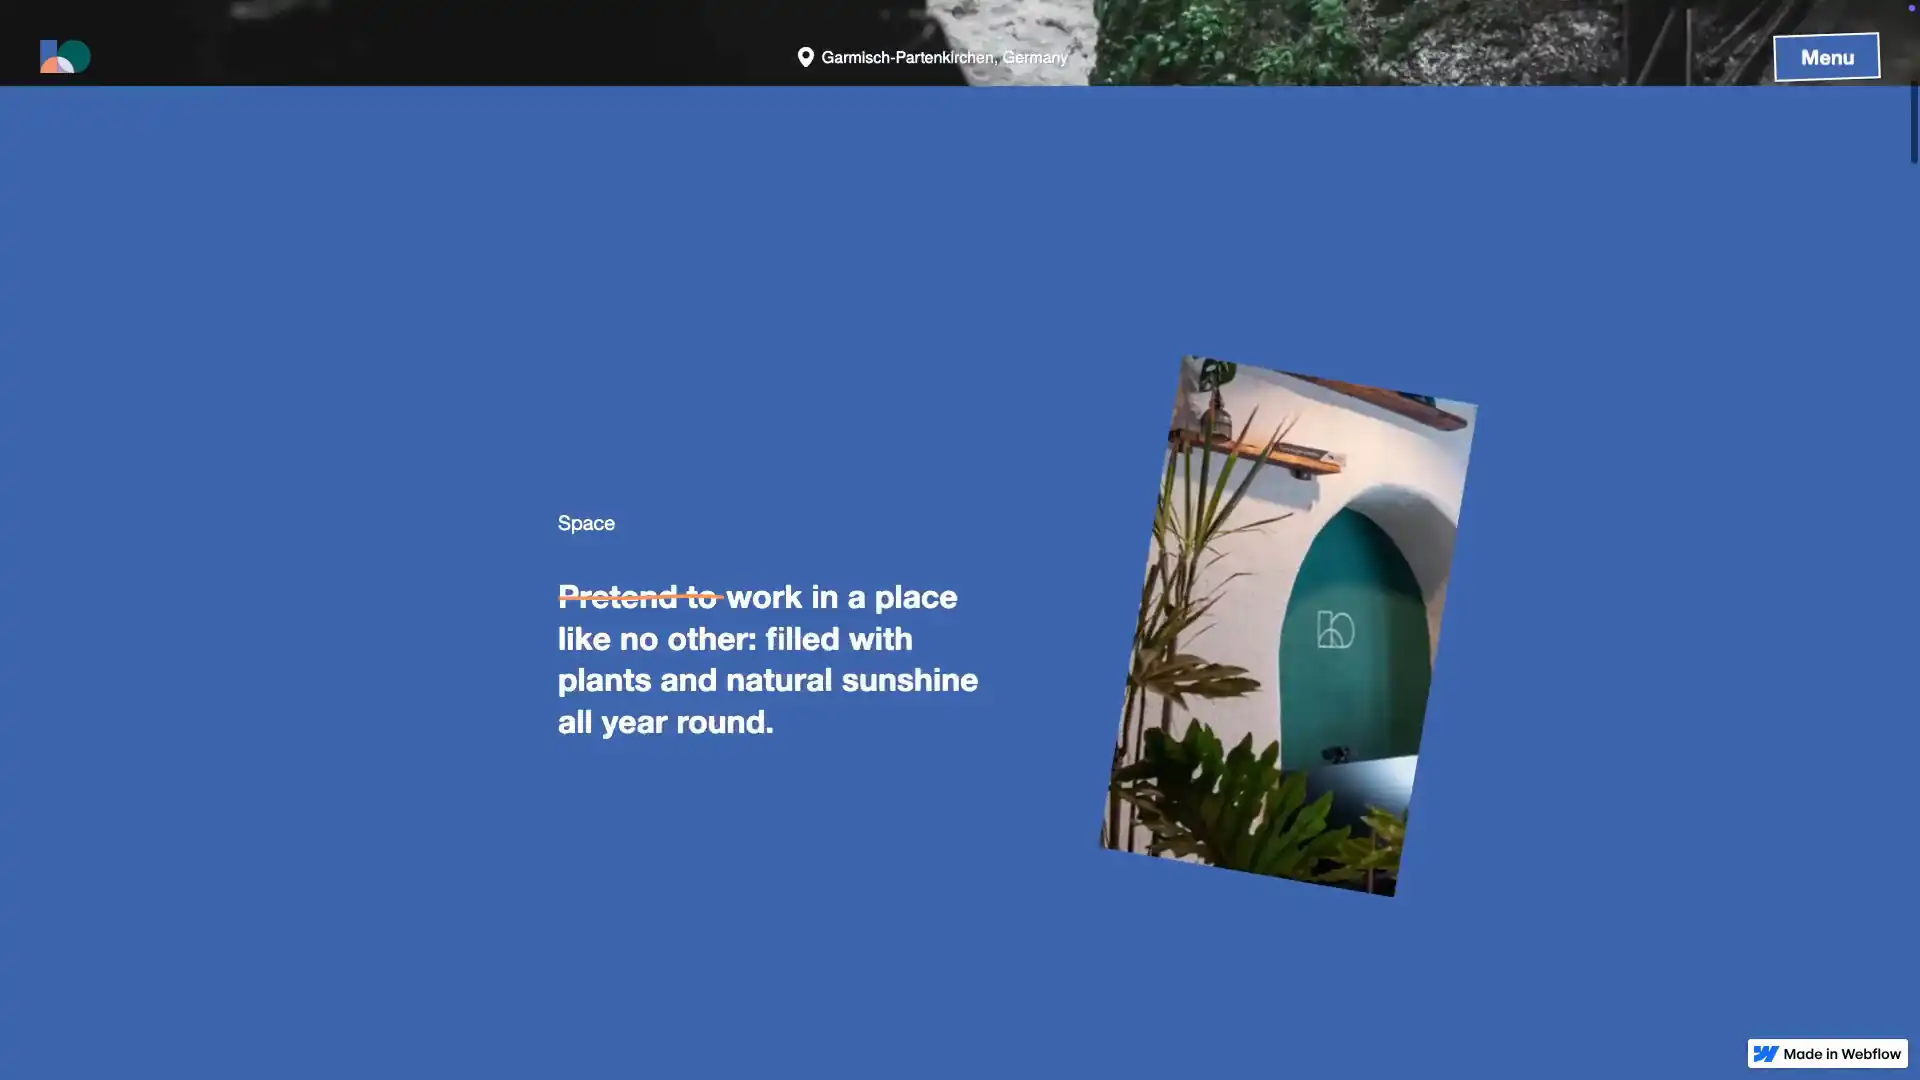 Garmisch-Partenkirchen, Germany
Menu
Space
Pretend to work in a place
like no other: filled with
plants and natural sunshine
all year round.
Made in Webflow